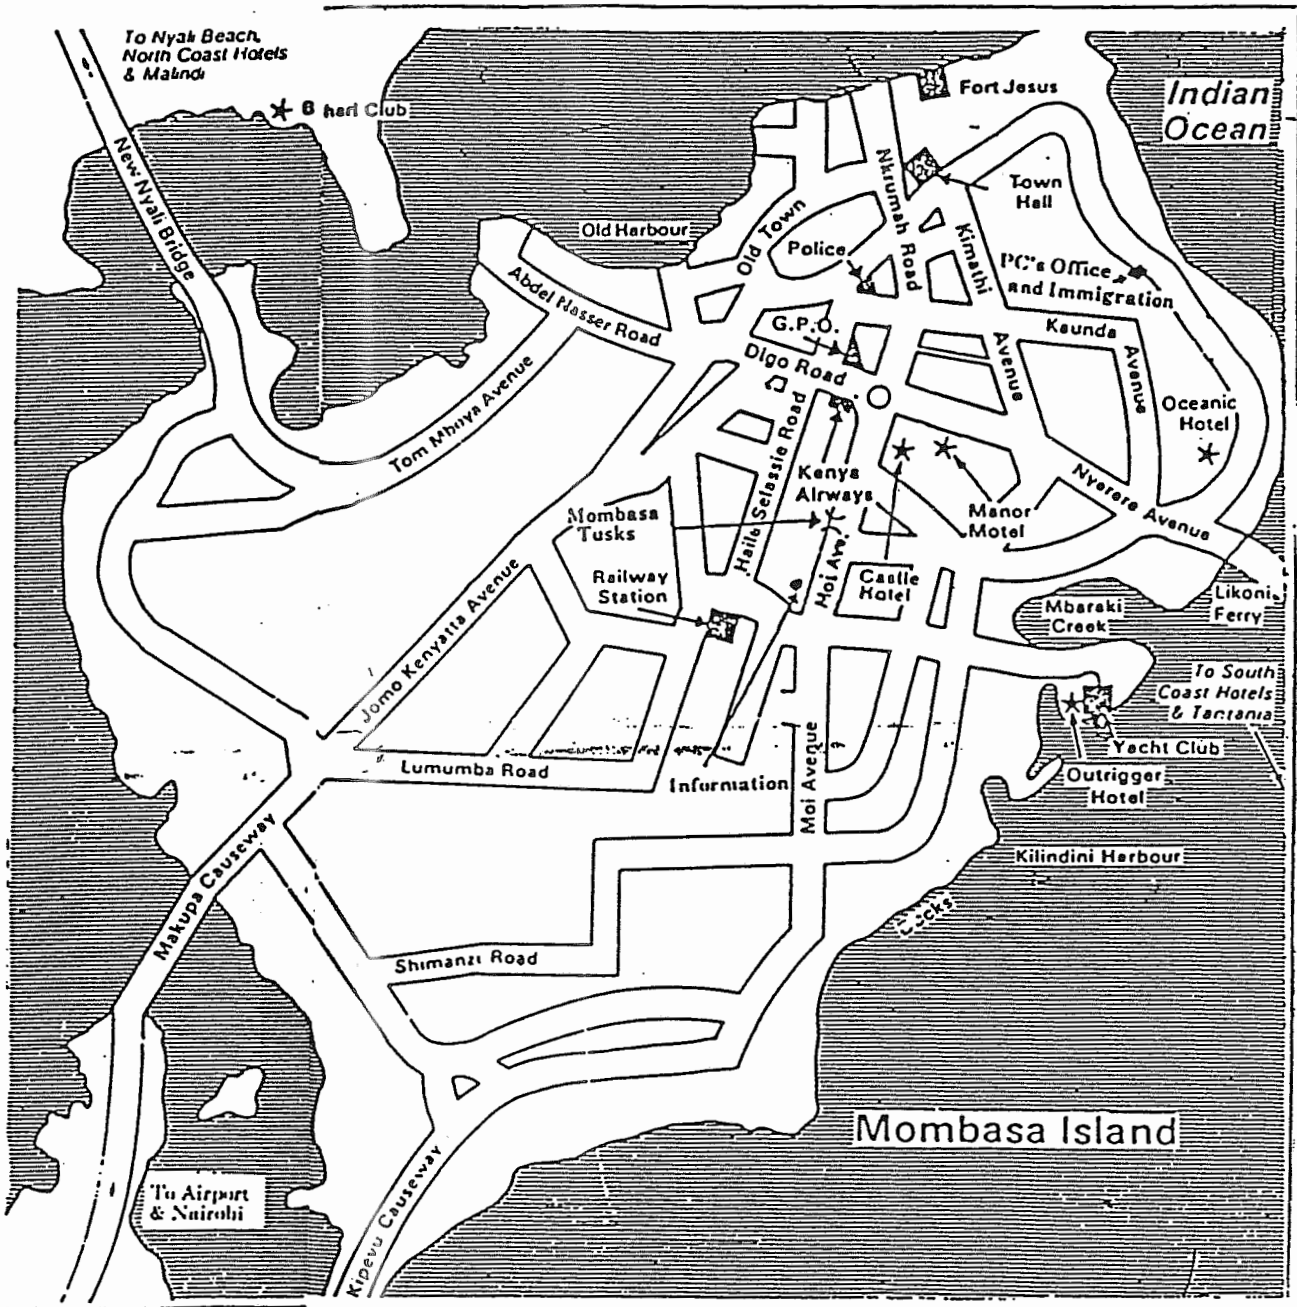 To Nyali Beach,
North Coast Hotels
& Malindi
Club
New Nyali Bridge
Fort Jesus
Indian
Ocean
Town
Hall
Nkrumah Road
Kimathi
Avenue
Old Harbour
Old Town
Police
PC's Office
and Immigration
Abdel Nasser Road
G.P.O.
Digo Road
Kaunda
Avenue
Oceanic
Hotel
Tom Mboya Avenue
Haile Selassie Road
Kenya
Airways
Nyerere Avenue
Manor
Motel
Mombasa
Tusks
Moi Ave.
Railway
Station
Castle
Hotel
Mbaraki
Creek
Likoni
Ferry
Jomo Kenyatta Avenue
To South
Coast Hotels
& Tanzania
Yacht Club
Outrigger
Hotel
Lumumba Road
Information
Moi Avenue
Makupa Causeway
Kilindini Harbour
Docks
Shimanzi Road
Mombasa Island
To Airport
& Nairobi
Kipevu Causeway